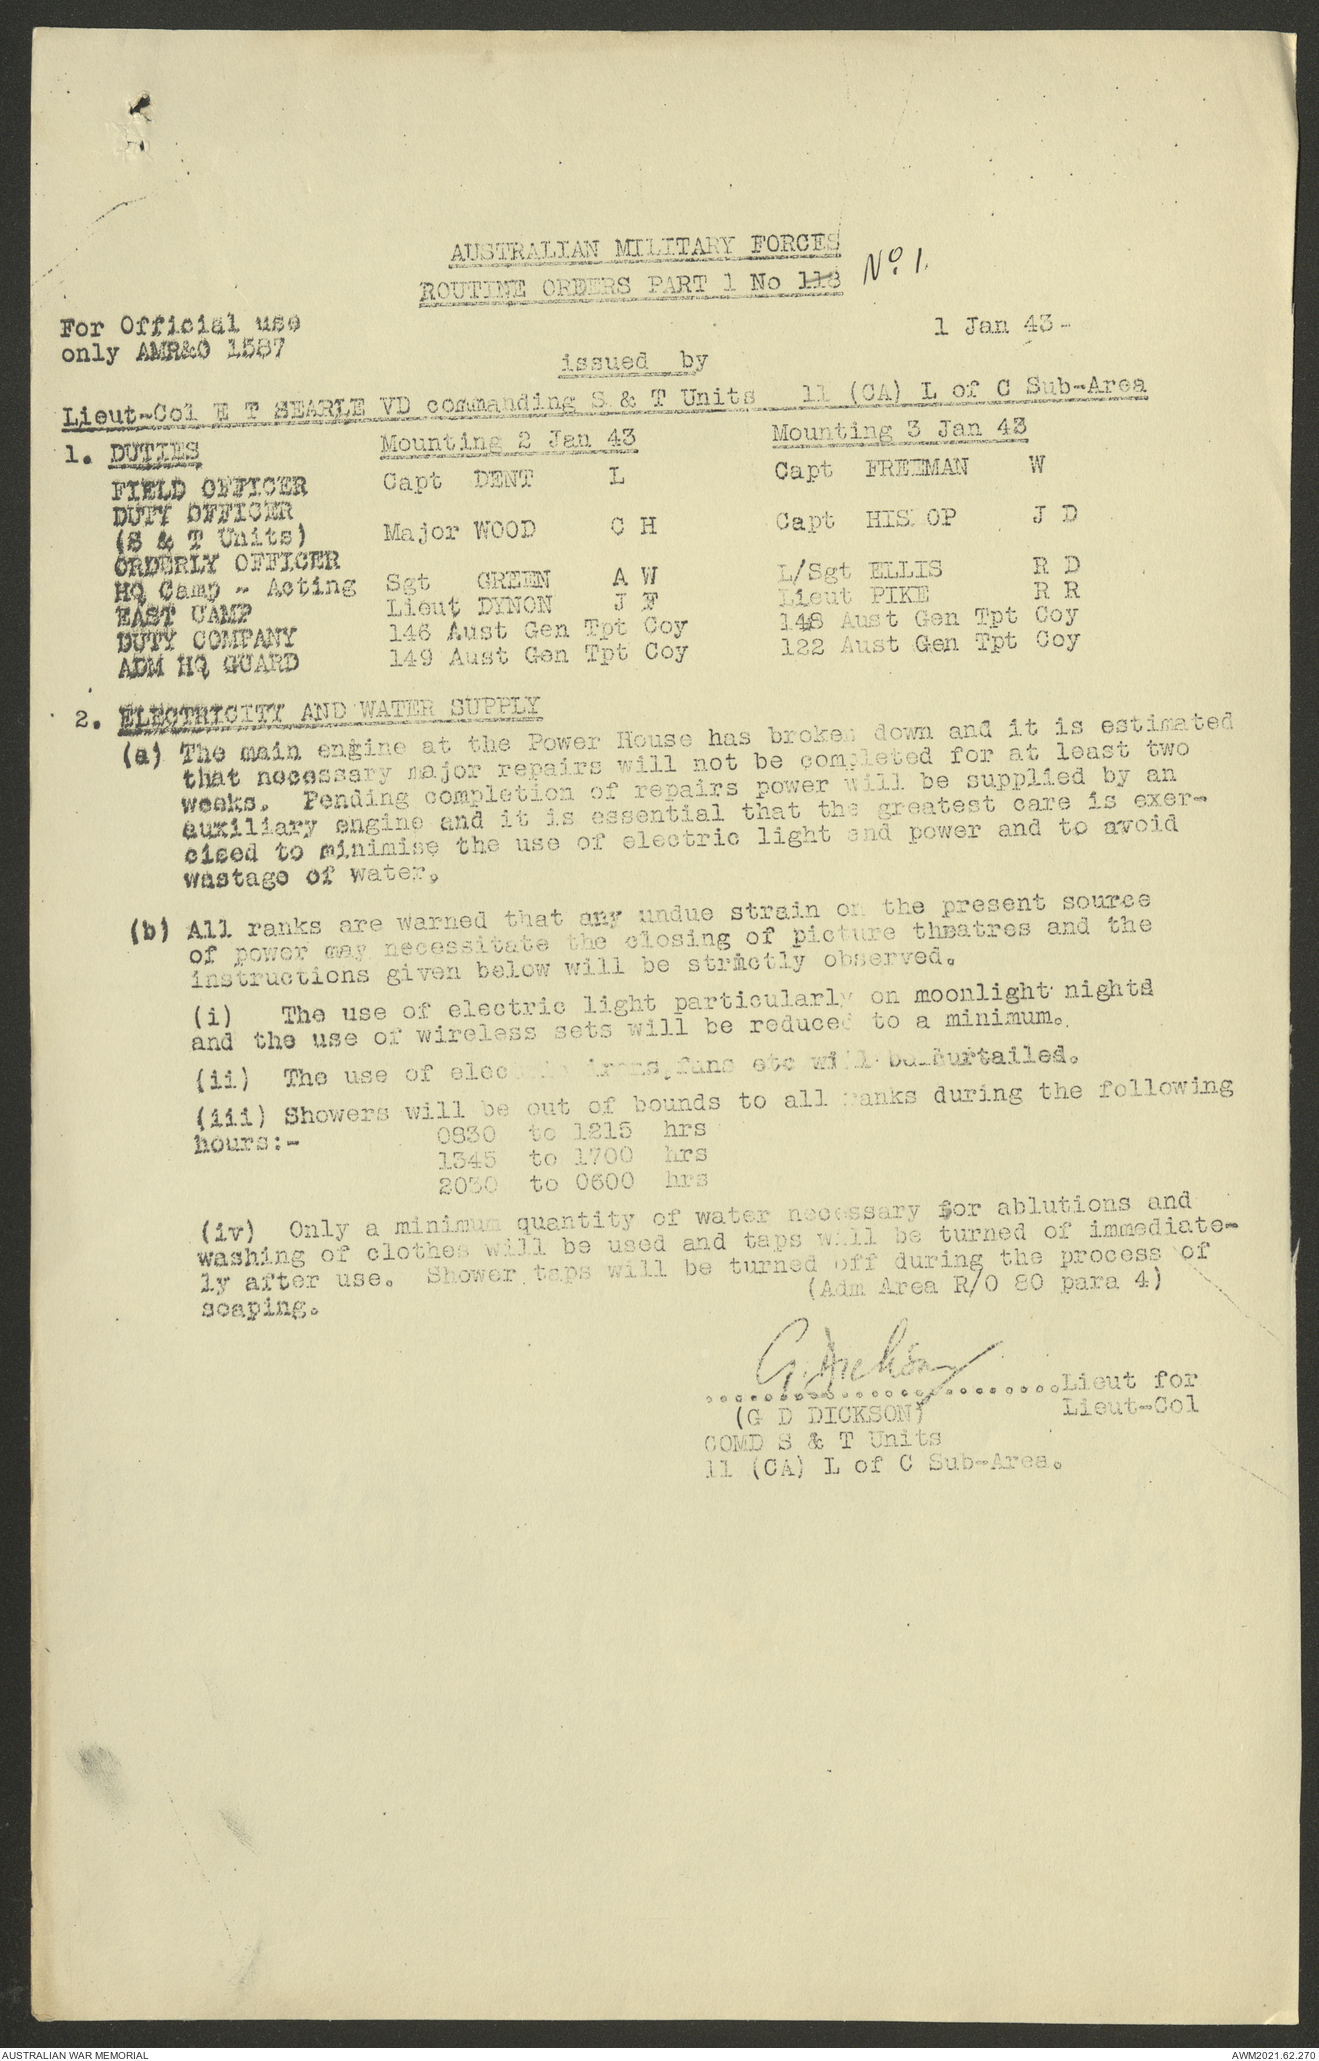 AUSTRALIAN MILITARY FORCES
ROUTINE ORDERS PART 1 No 118 No. 1.
For Official use
only AMR&O 1587
1 Jan 43-
issued by
Lieut-Col E T SEARLE VD commanding S & T Units 11 (CA) L of C Sub-Area
1. DUTIES Mounting 2 Jan 43 Mounting 3 Jan 43
FIELD OFFICER Capt DENT L Capt FREEMAN W
DUTY OFFICER
(S & T Units) Major WOOD C H Capt HIS OP J D
ORDERLY OFFICER
HQ Camp - Acting Sgt GREEN A W L/Sgt ELLIS R D
EAST CAMP Lieut DYNON J F Lieut PIKE R R
DUTY COMPANY 146 Aust Gen Tpt Coy 148 Aust Gen Tpt Coy
ADM HQ GUARD 149 Aust Gen Tpt Coy 122 Aust Gen Tpt Coy
2. ELECTRICITY AND WATER SUPPLY
(a) The main engine at the Power House has broken down and it is estimated
that necessary major repairs will not be completed for at least two
weeks. Pending completion of repairs power will be supplied by an
auxiliary engine and it is essential that the greatest care is exer-
cised to minimise the use of electric light and power and to avoid
wastage of water.
(b) All ranks are warned that any undue strain on the present source
of power may necessitate the closing of picture theatres and the
instructions given below will be strictly observed.
(i) The use of electric light particularly on moonlight nights
and the use of wireless sets will be reduced to a minimum.
(ii) The use of electric irons, fans etc will be curtailed.
(iii) Showers will be out of bounds to all ranks during the following
hours:-
0830 to 1215 hrs
1345 to 1700 hrs
2030 to 0600 hrs
(iv) Only a minimum quantity of water necessary for ablutions and
washing of clothes will be used and taps will be turned of immediate-
ly after use. Shower taps will be turned off during the process of
soaping. (Adm Area R/O 80 para 4)
G. Dickson
........................Lieut for
(G D DICKSON) Lieut-Col
COMD S & T Units
11 (CA) L of C Sub-Area.
AUSTRALIAN WAR MEMORIAL AWM2021.62.270